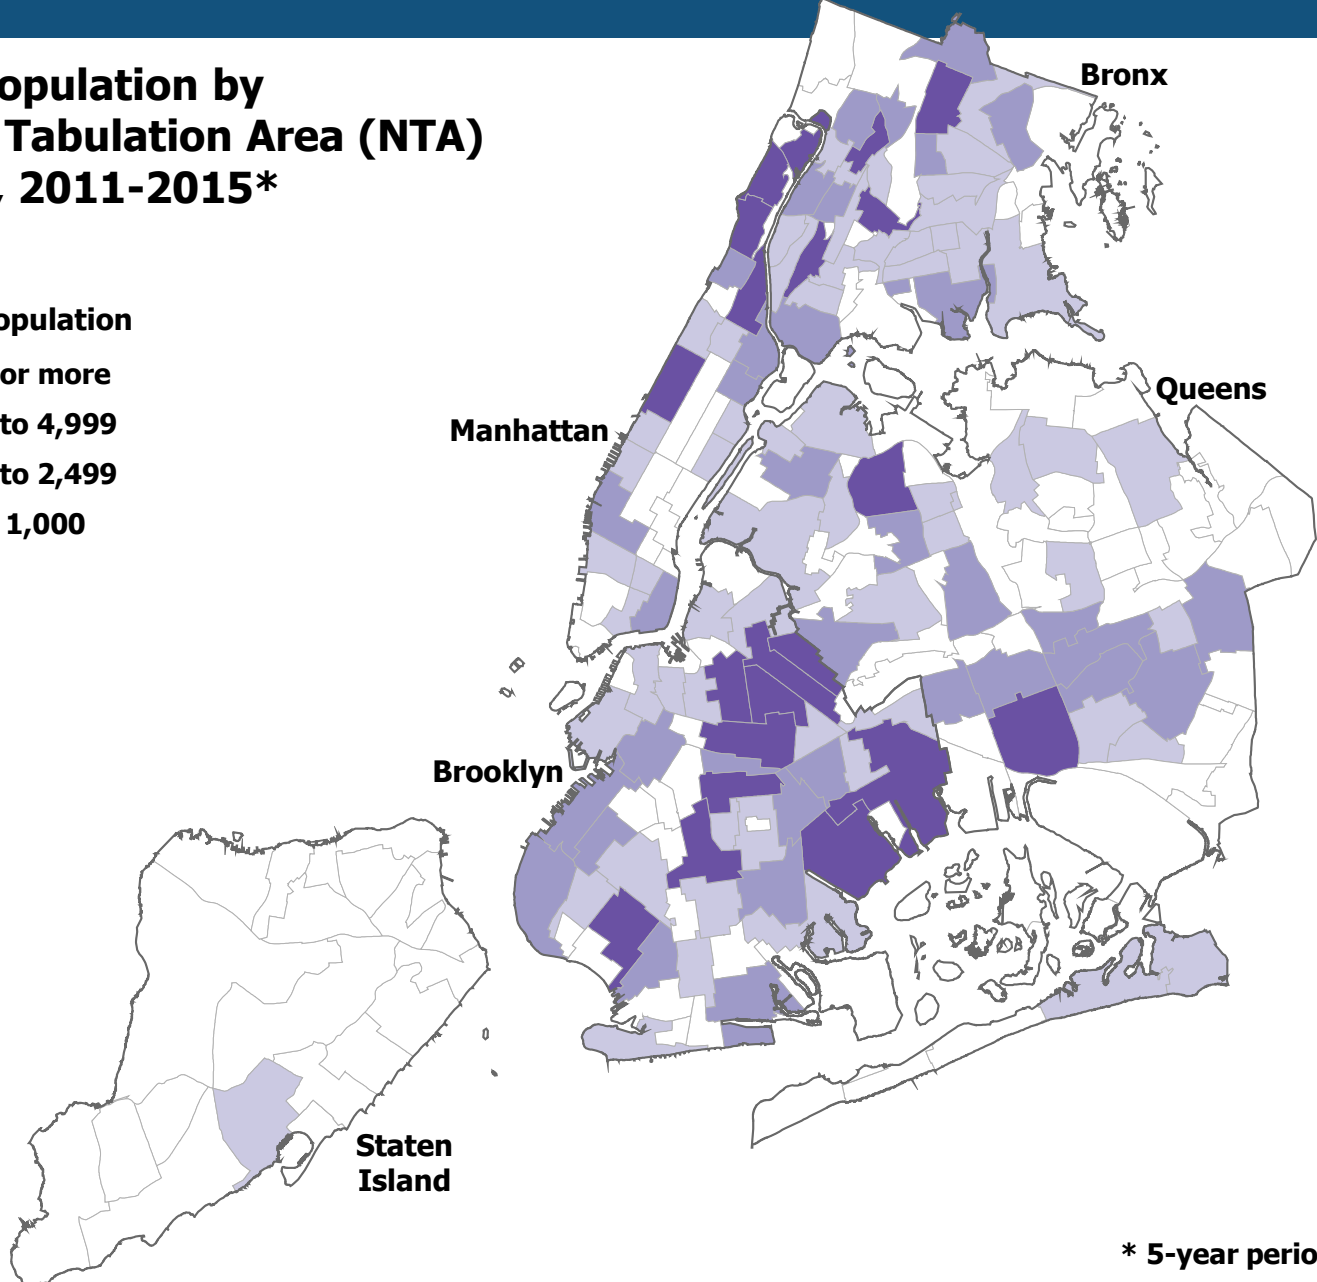 opulation by
Tabulation Area (NTA)
, 2011-2015*
opulation
or more
to 4,999
to 2,499
1,000
Bronx
Queens
Manhattan
Brooklyn
Staten
Island
* 5-year perio